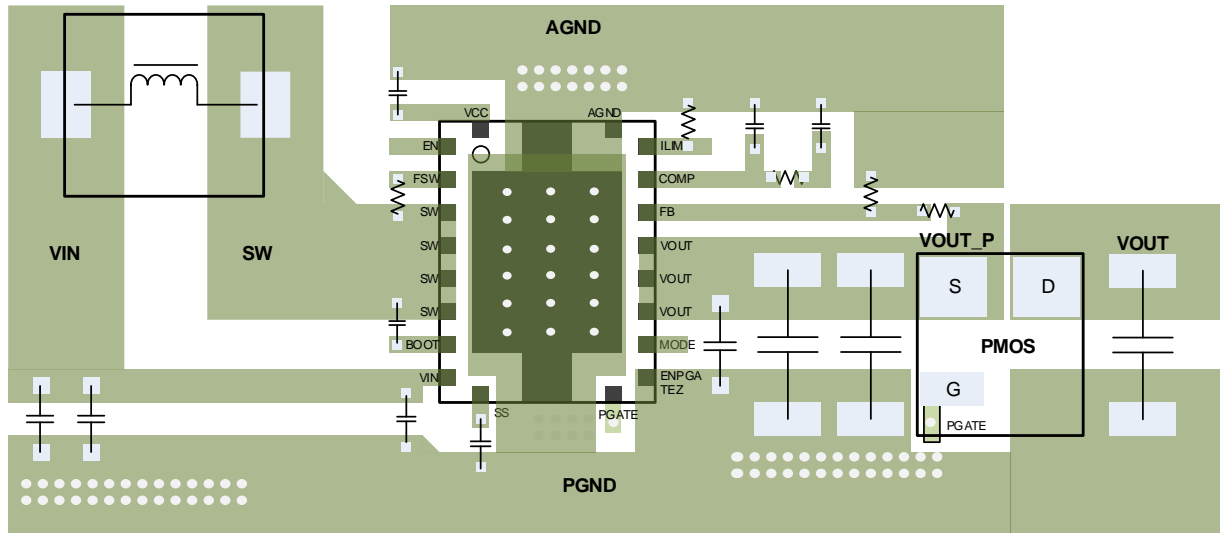 AGND
VCC
AGND
EN
ILIM
FSW
COMP
SW
FB
VIN
SW
SW
VOUT
VOUT_P
VOUT
SW
VOUT
S
D
SW
VOUT
BOOT
MODE
PMOS
VIN
ENPGA
TEZ
G
SS
PGATE
PGATE
PGND